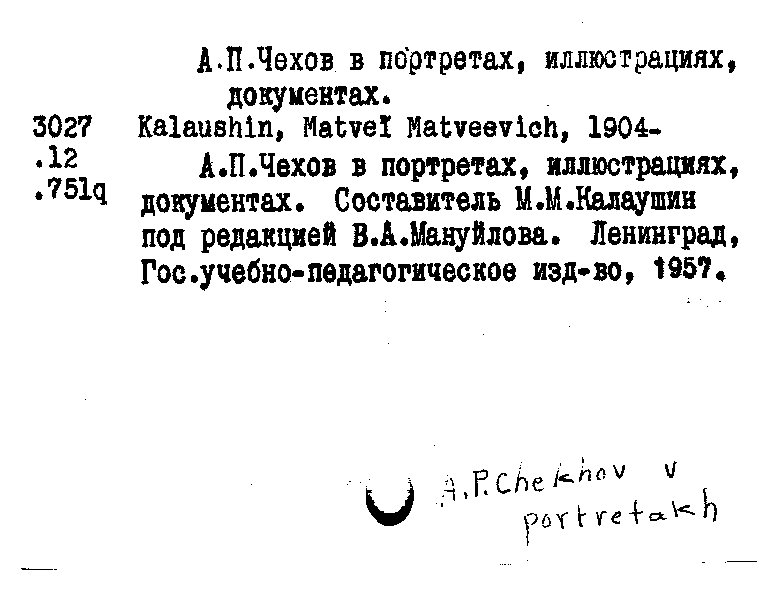 А.П.Чехов в портретах, иллюстрациях,
документах.
3027 Kalaushin, Matveĭ Matveevich, 1904-
.12 А.П.Чехов в портретах, иллюстрациях,
.751q документах. Составитель М.М.Калаушин
под редакцией В.А.Мануйлова. Ленинград,
Гос.учебно-педагогическое изд-во, 1957.
A.P.Chekhov v
portretakh